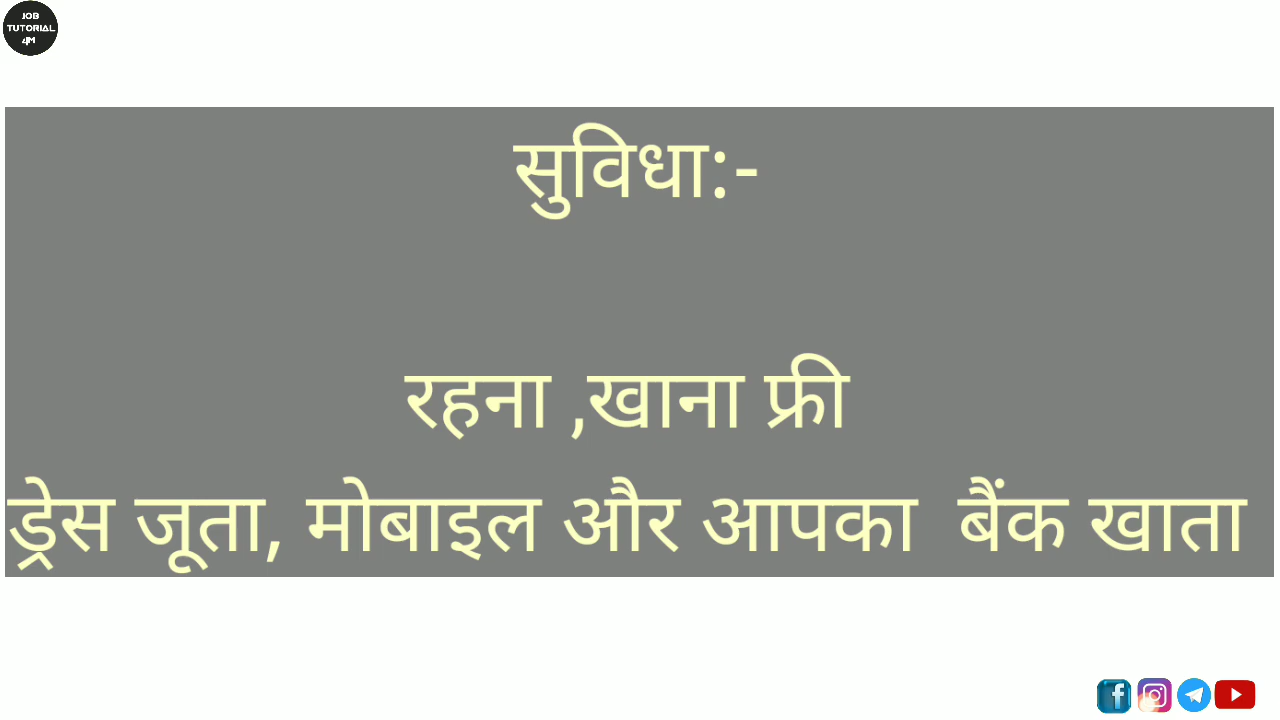 JOB
TUTORIAL
4M
सुविधा:-
रहना ,खाना फ्री
ड्रेस जूता, मोबाइल और आपका बैंक खाता